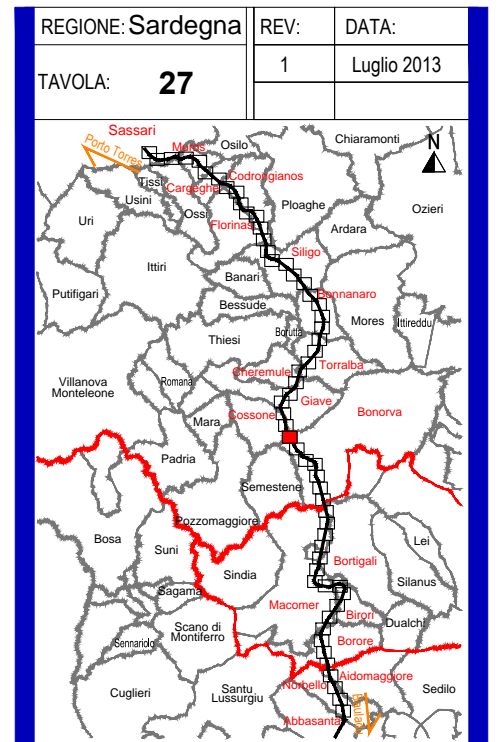 REGIONE: Sardegna
REV:
DATA:
TAVOLA: 27
1
Luglio 2013
Sassari
Porto Torres
Muros
Osilo
Chiaramonti
N
Tissi
Cargeghe
Codrongianos
Usini
Ossi
Ploaghe
Ozieri
Uri
Florinas
Ardara
Siligo
Ittiri
Banari
Putifigari
Bessude
Bonnanaro
Mores
Ittireddu
Thiesi
Borutta
Torralba
Cheremule
Villanova
Monteleone
Romana
Giave
Cossone
Bonorva
Mara
Padria
Semestene
Pozzomaggiore
Bosa
Suni
Lei
Bortigali
Sindia
Silanus
Sagama
Macomer
Birori
Dualchi
Scano di
Montiferro
Sennariolo
Borore
Aidomaggiore
Norbello
Cuglieri
Santu
Lussurgiu
Sedilo
Abbasanta